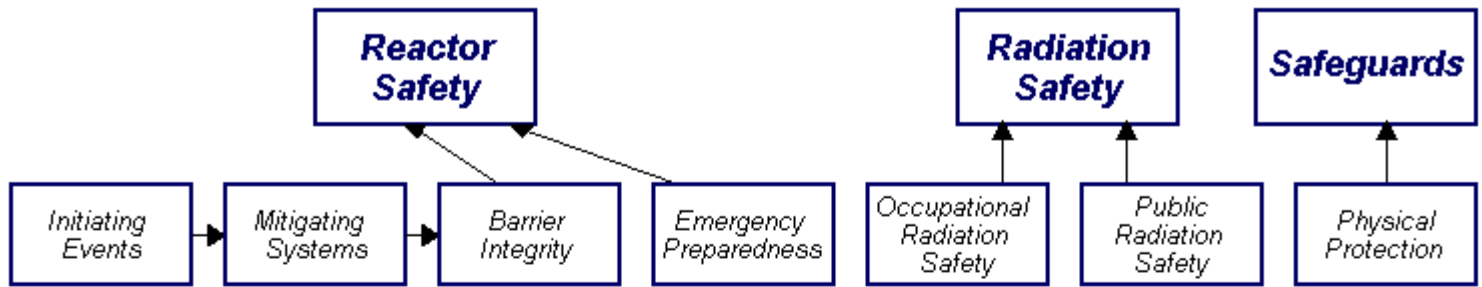 Reactor
Safety
Radiation
Safety
Safeguards
Initiating
Events
Mitigating
Systems
Barrier
Integrity
Emergency
Preparedness
Occupational
Radiation
Safety
Public
Radiation
Safety
Physical
Protection